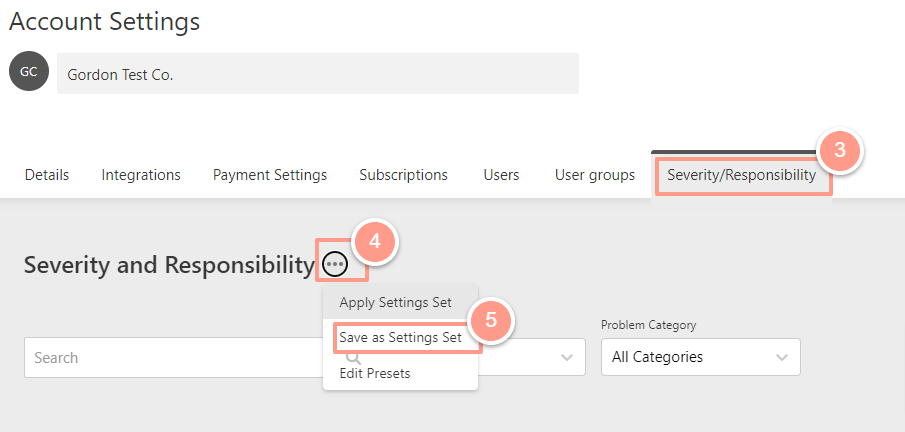 Account Settings
GC
Gordon Test Co.
3
Details Integrations Payment Settings Subscriptions Users User groups Severity/Responsibility
4
Severity and Responsibility
Apply Settings Set
5
Save as Settings Set
Problem Category
Search
All Categories
Edit Presets